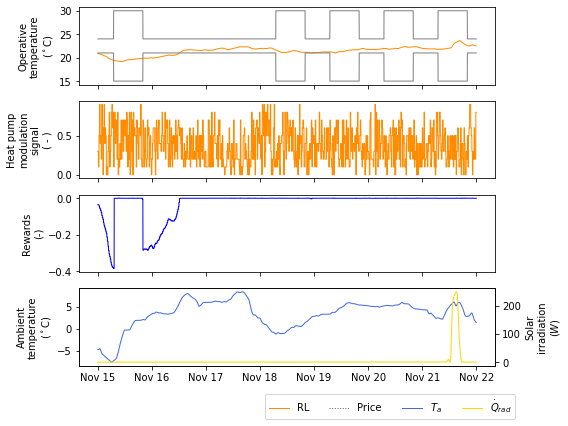 Operative
temperature
(°C)
30
25
20
15
Heat pump
modulation
signal
( - )
0.5
0.0
Rewards
(-)
0.0
−0.2
−0.4
Ambient
temperature
(°C)
5
0
−5
200
100
0
Solar
irradiation
(W)
Nov 15 Nov 16 Nov 17 Nov 18 Nov 19 Nov 20 Nov 21 Nov 22
RL Price T_a Q̇_rad